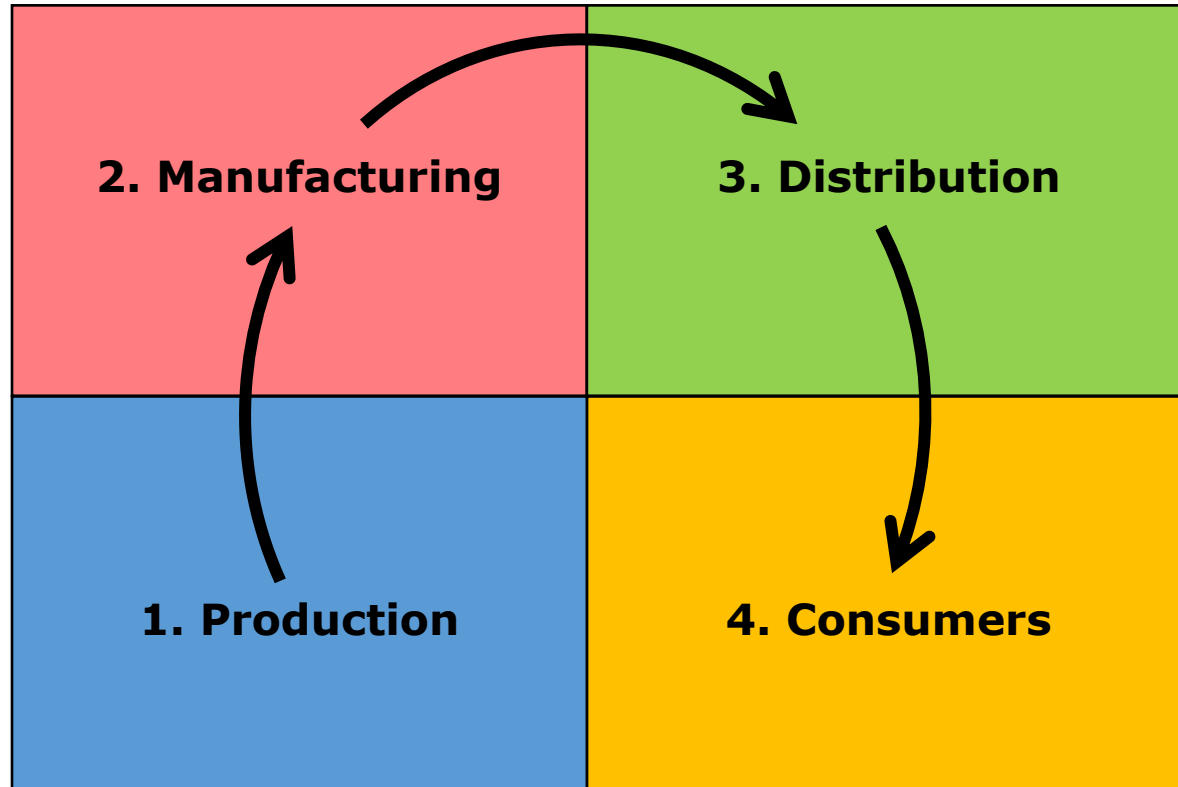 2. Manufacturing
3. Distribution
1. Production
4. Consumers